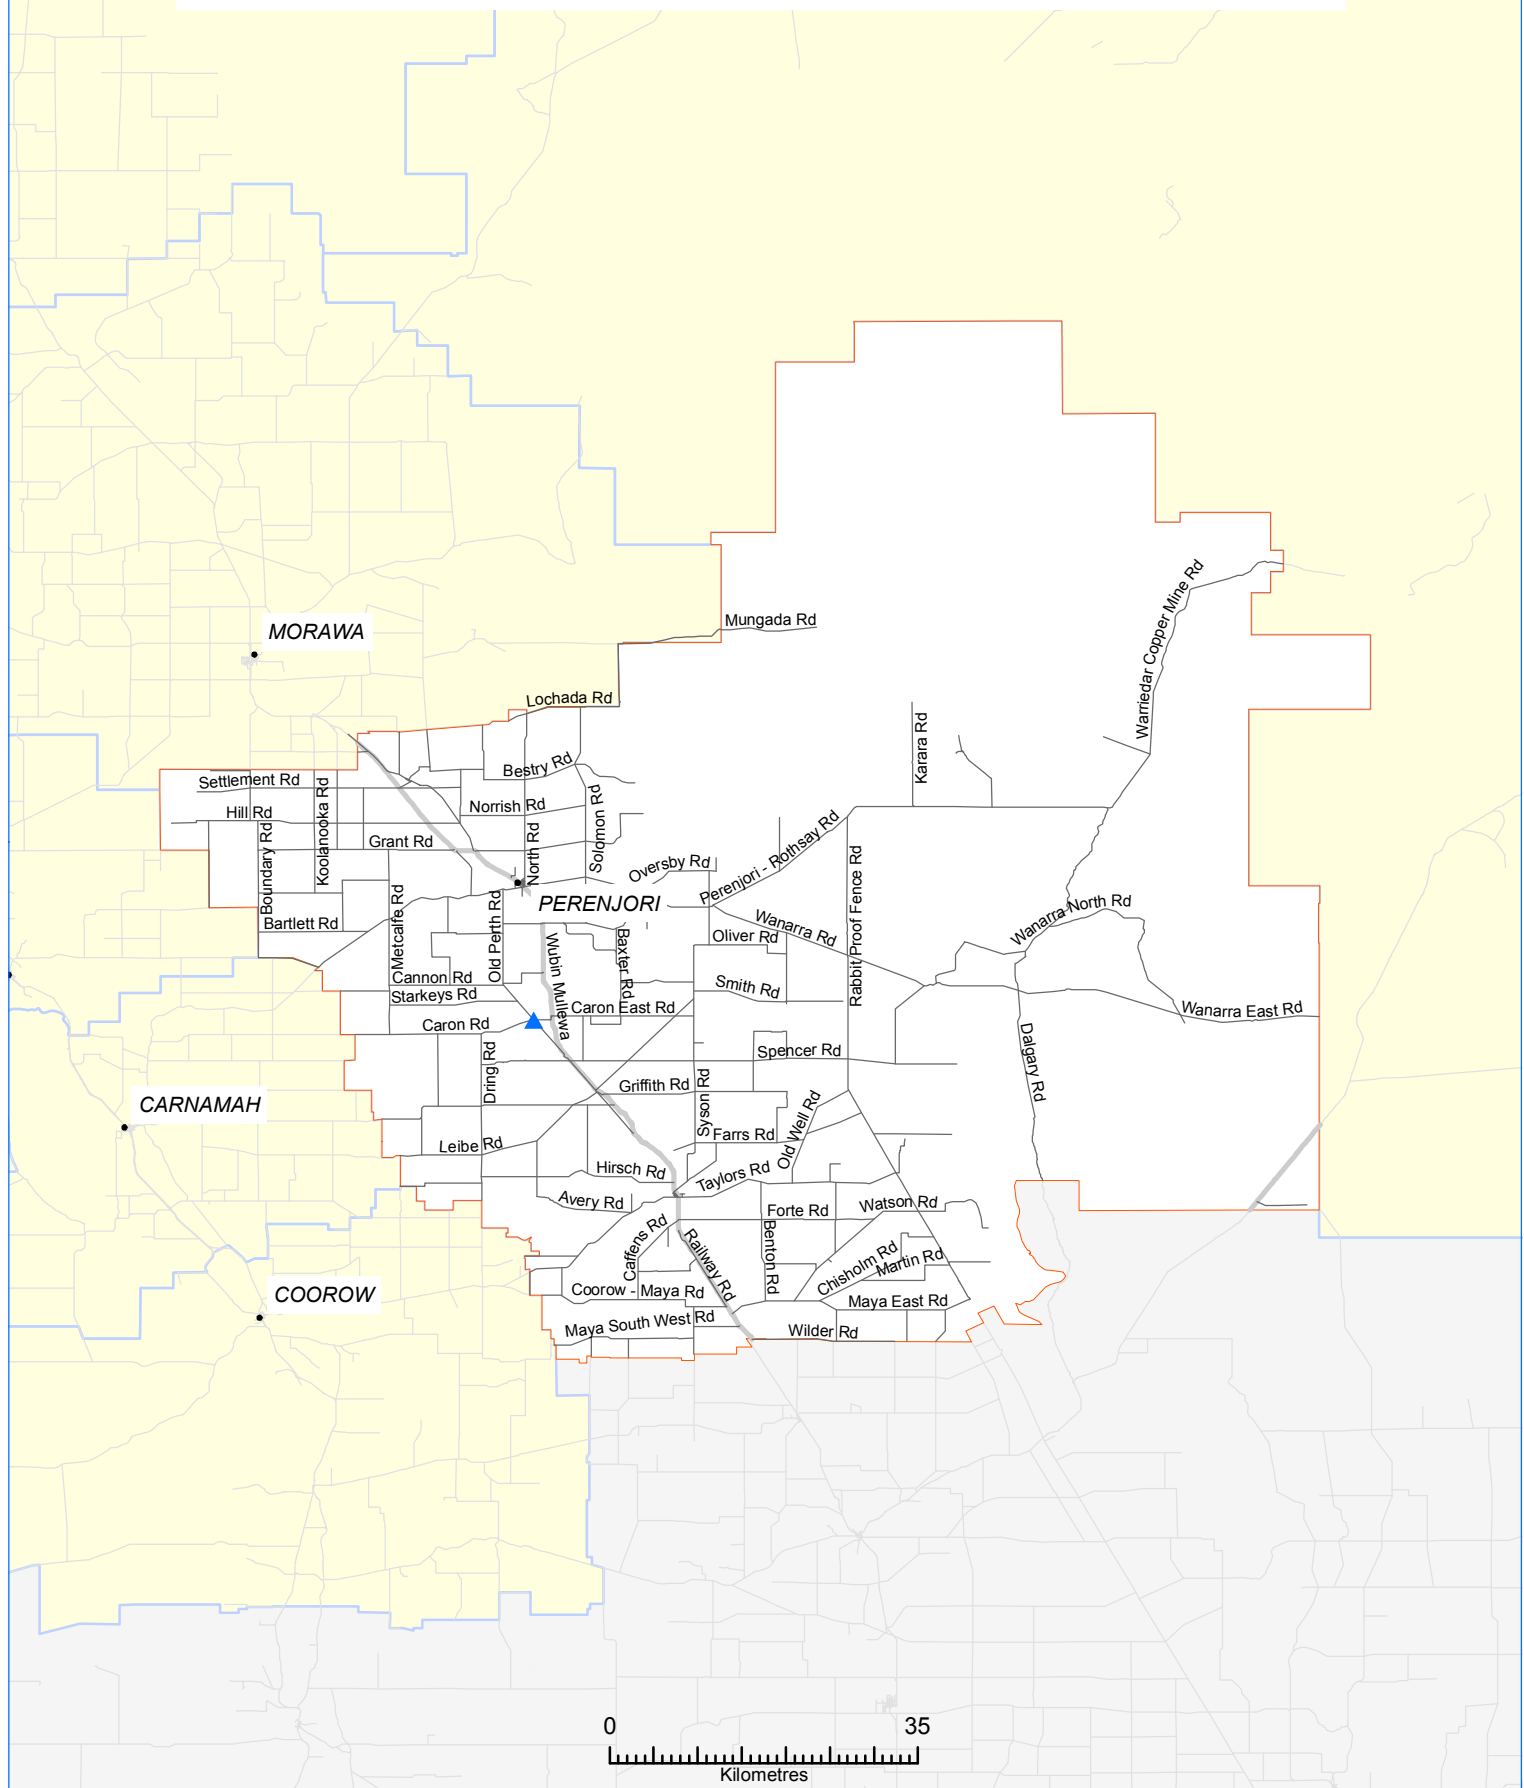 Mungada Rd
MORAWA
Warriedar Copper Mine Rd
Lochada Rd
Karara Rd
Bestry Rd
Settlement Rd
Koolanooka Rd
Norrish Rd
Solomon Rd
Hill Rd
Boundary Rd
Grant Rd
North Rd
Oversby Rd
Perenjori - Rothsay Rd
Rabbit Proof Fence Rd
PERENJORI
Metcalfe Rd
Old Perth Rd
Bartlett Rd
Wanarra Rd
Wanarra North Rd
Oliver Rd
Baxter Rd
Wubin Mullewa
Cannon Rd
Starkeys Rd
Smith Rd
Caron East Rd
Wanarra East Rd
Caron Rd
Dring Rd
Spencer Rd
Dalgary Rd
Griffith Rd
Syson Rd
Old Well Rd
CARNAMAH
Farrs Rd
Leibe Rd
Hirsch Rd
Taylors Rd
Avery Rd
Forte Rd
Watson Rd
Caffens Rd
Railway Rd
Benton Rd
Chisholm Rd
Martin Rd
COOROW
Coorow - Maya Rd
Maya East Rd
Maya South West Rd
Wilder Rd
0 35
Kilometres